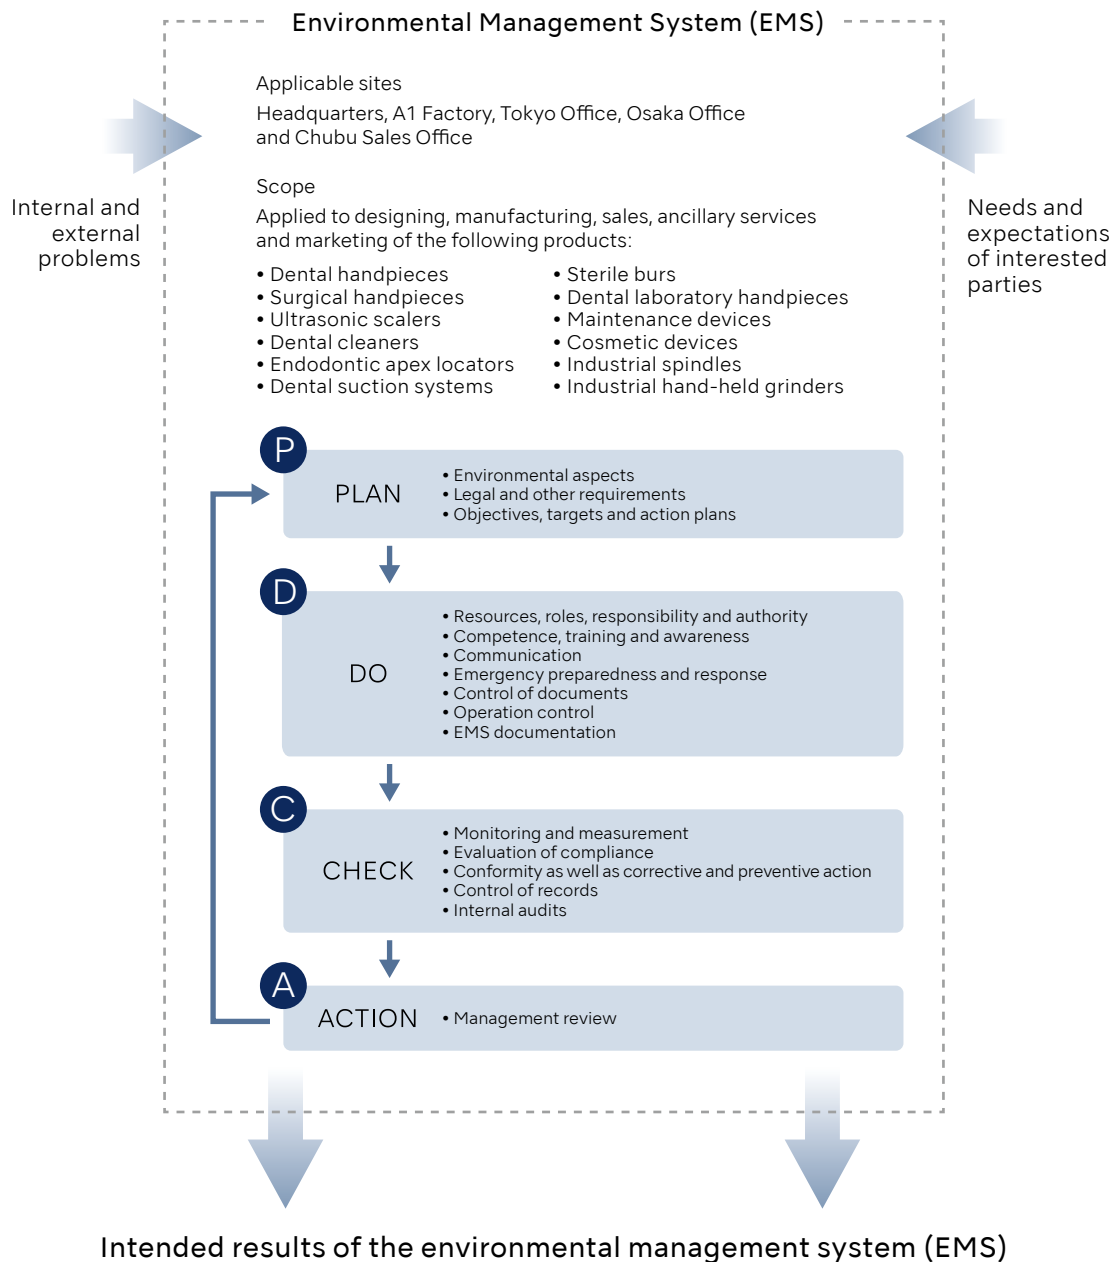 Environmental Management System (EMS)
Applicable sites
Headquarters, A1 Factory, Tokyo Office, Osaka Office
and Chubu Sales Office
Internal and
external
problems
Needs and
expectations
of interested
parties
Scope
Applied to designing, manufacturing, sales, ancillary services
and marketing of the following products:
• Dental handpieces
• Surgical handpieces
• Ultrasonic scalers
• Dental cleaners
• Endodontic apex locators
• Dental suction systems
• Sterile burs
• Dental laboratory handpieces
• Maintenance devices
• Cosmetic devices
• Industrial spindles
• Industrial hand-held grinders
P
PLAN
• Environmental aspects
• Legal and other requirements
• Objectives, targets and action plans
D
DO
• Resources, roles, responsibility and authority
• Competence, training and awareness
• Communication
• Emergency preparedness and response
• Control of documents
• Operation control
• EMS documentation
C
CHECK
• Monitoring and measurement
• Evaluation of compliance
• Conformity as well as corrective and preventive action
• Control of records
• Internal audits
A
ACTION
• Management review
Intended results of the environmental management system (EMS)